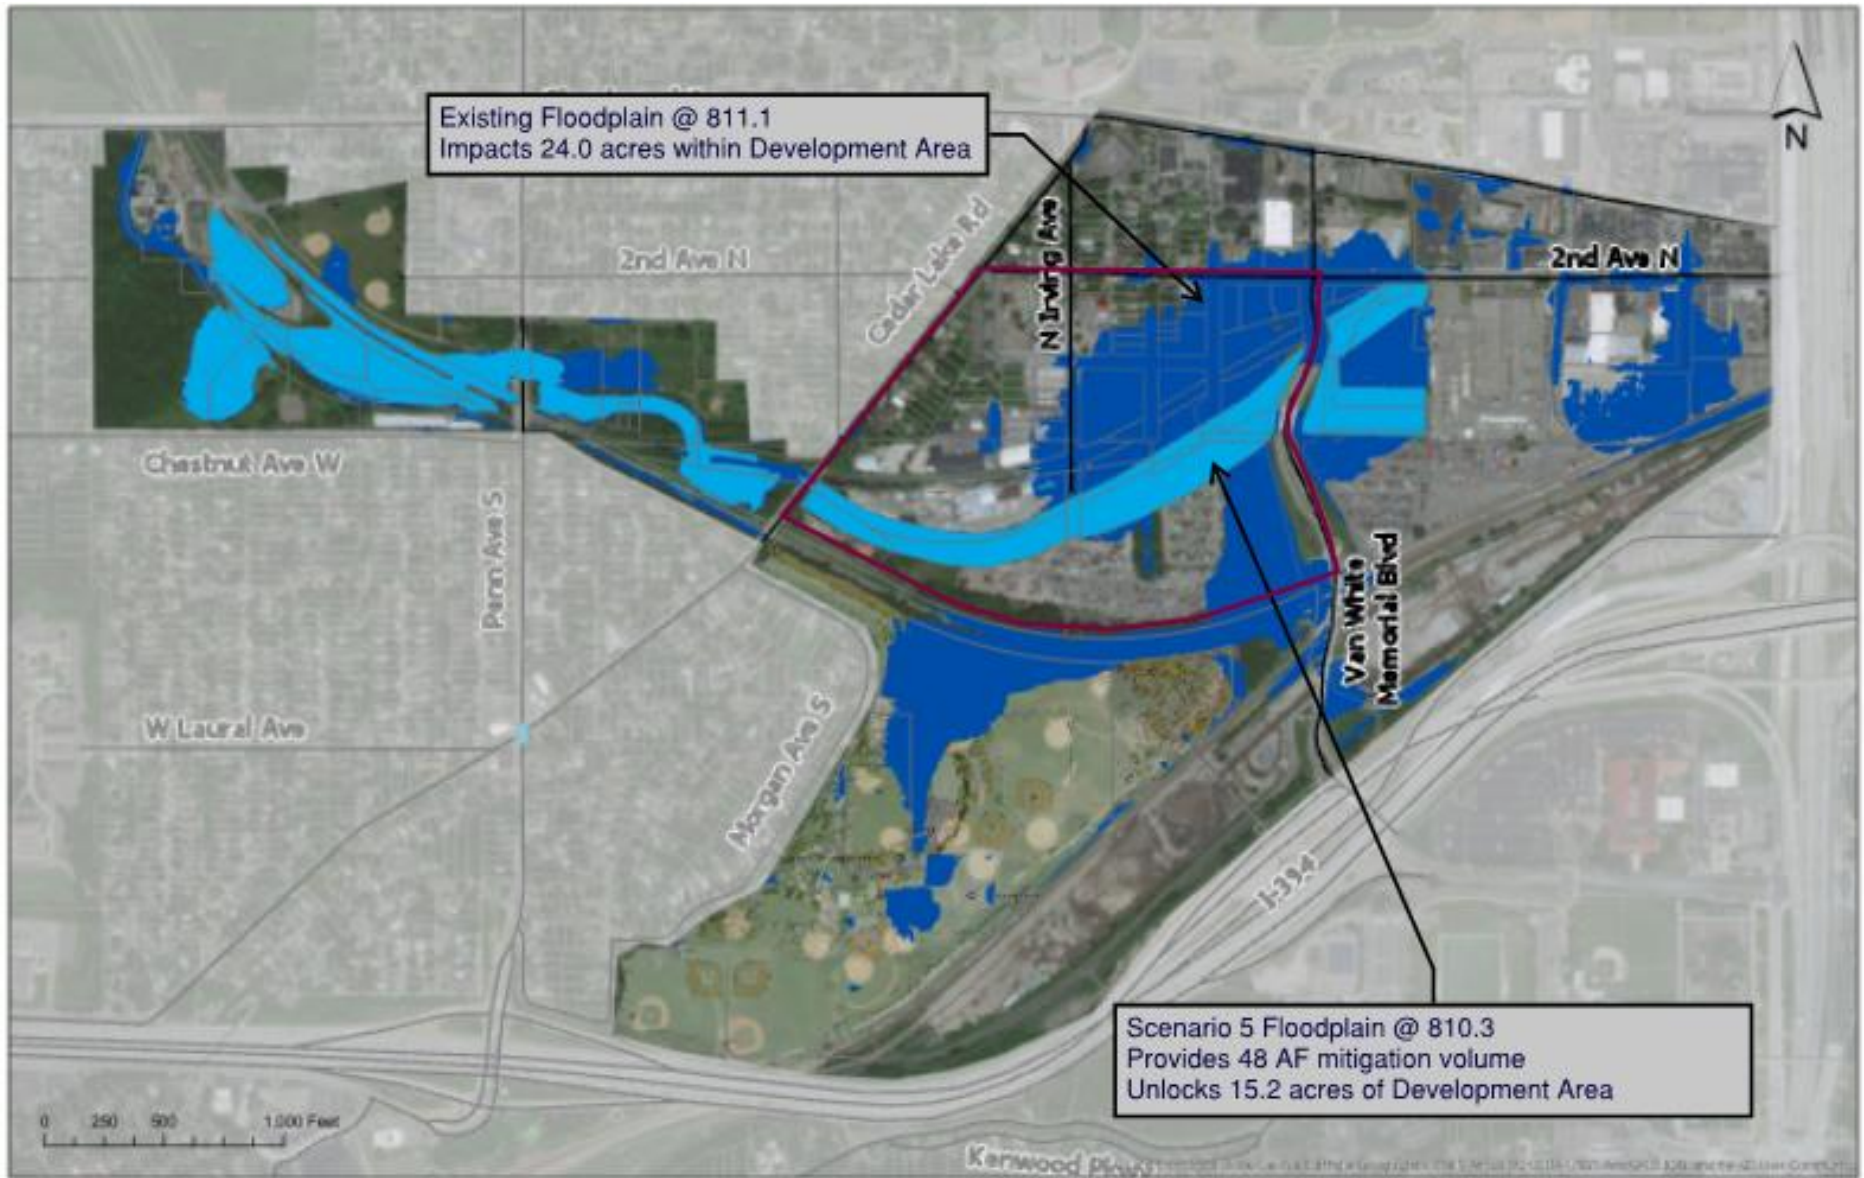 Existing Floodplain @ 811.1
Impacts 24.0 acres within Development Area
N
Cedar Lake Rd
N Irving Ave
2nd Ave N
2nd Ave N
Chestnut Ave W
Penn Ave S
Van White
Memorial Blvd
W Laural Ave
Morgan Ave S
I-394
Scenario 5 Floodplain @ 810.3
Provides 48 AF mitigation volume
Unlocks 15.2 acres of Development Area
0 250 500 1,000 Feet
Kenwood